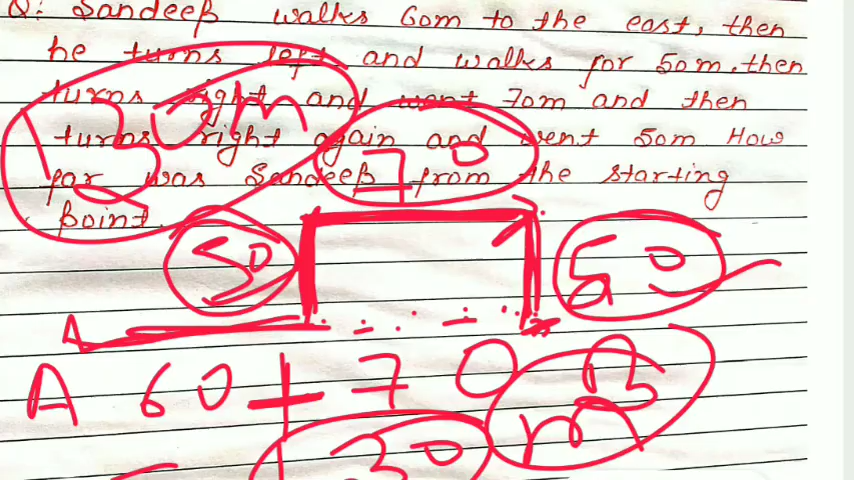 Q: Sandeep walks 60m to the east, then
he turns left and walks for 50m. then
turns right and went 70m and then
turns right again and went 50m How
far was Sandeep from the starting
point.
130m
70
50
50
A
A 60 + 70
130
m